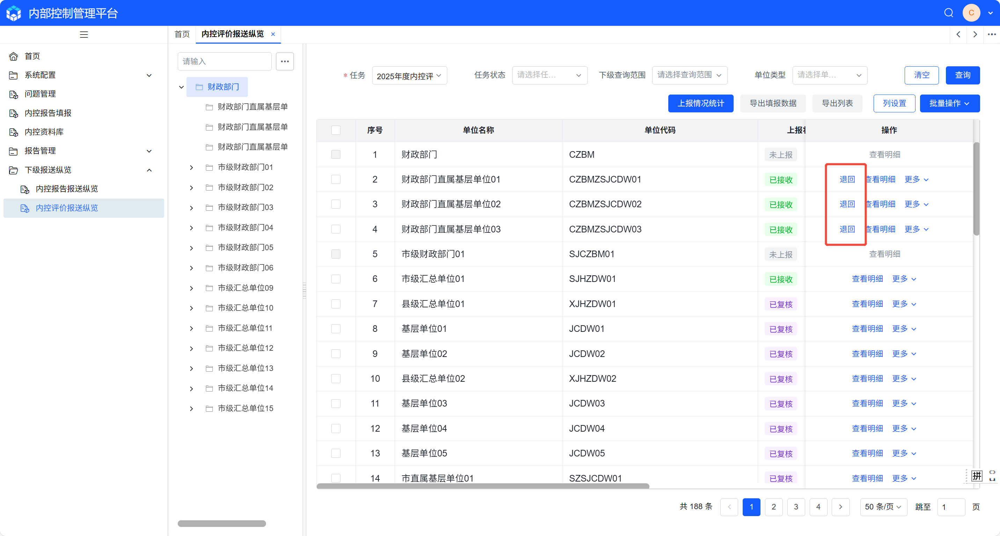 内部控制管理平台
C
首页
内控评价报送纵览
首页
系统配置
问题管理
内控报告填报
内控资料库
报告管理
下级报送纵览
内控报告报送纵览
内控评价报送纵览
请输入
财政部门
财政部门直属基层单
财政部门直属基层单
财政部门直属基层单
市级财政部门01
市级财政部门02
市级财政部门03
市级财政部门04
市级财政部门05
市级财政部门06
市级汇总单位09
市级汇总单位10
市级汇总单位11
市级汇总单位12
市级汇总单位13
市级汇总单位14
市级汇总单位15
* 任务 2025年度内控评 任务状态 请选择任... 下级查询范围 请选择查询范围 单位类型 请选择单... 清空 查询
上报情况统计 导出填报数据 导出列表 列设置 批量操作
序号 单位名称 单位代码 上报 操作
1 财政部门 CZBM 未上报 查看明细
2 财政部门直属基层单位01 CZBMZSJCDW01 已接收 退回 查看明细 更多
3 财政部门直属基层单位02 CZBMZSJCDW02 已接收 退回 查看明细 更多
4 财政部门直属基层单位03 CZBMZSJCDW03 已接收 退回 查看明细 更多
5 市级财政部门01 SJCZBM01 未上报 查看明细
6 市级汇总单位01 SJHZDW01 已接收 查看明细 更多
7 县级汇总单位01 XJHZDW01 已复核 查看明细 更多
8 基层单位01 JCDW01 已复核 查看明细 更多
9 基层单位02 JCDW02 已复核 查看明细 更多
10 县级汇总单位02 XJHZDW02 已复核 查看明细 更多
11 基层单位03 JCDW03 已复核 查看明细 更多
12 基层单位04 JCDW04 已复核 查看明细 更多
13 基层单位05 JCDW05 已复核 查看明细 更多
14 市直属基层单位01 SZSJCDW01 已复核 查看明细 更多
拼
共 188 条 1 2 3 4 50 条/页 跳至 1 页